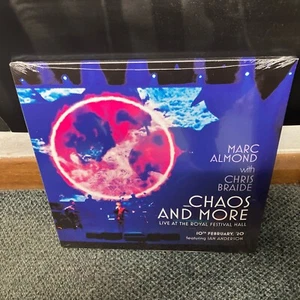 MARC
ALMOND
with
CHRIS
BRAIDE
CHAOS
AND MORE
LIVE AT THE ROYAL FESTIVAL HALL
10TH FEBRUARY, '20
featuring IAN ANDERSON